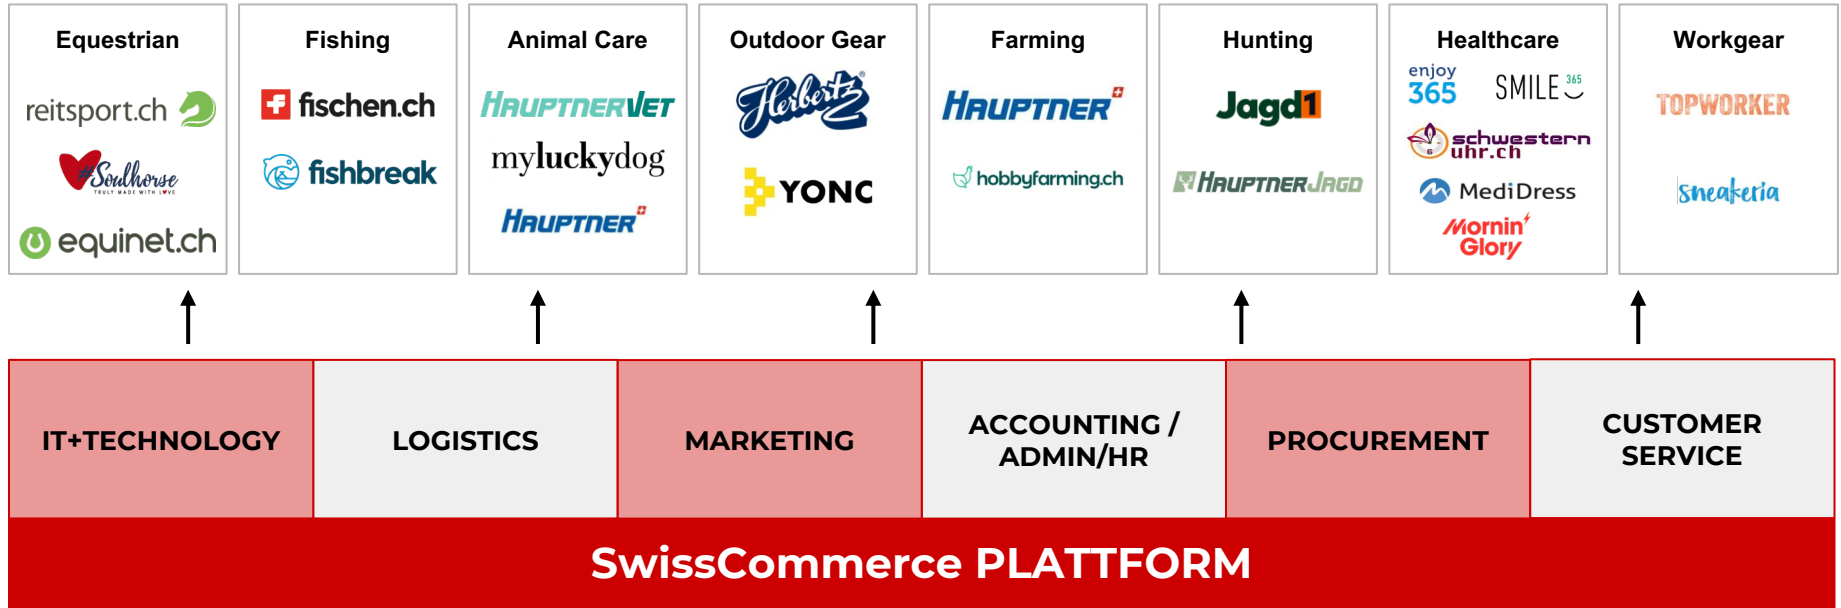 Equestrian
reitsport.ch
#Soulhorse
TRULY MADE WITH LOVE
equinet.ch
Fishing
fischen.ch
fishbreak
Animal Care
HAUPTNERVET
myluckydog
HAUPTNER
Outdoor Gear
Herbertz®
YONC
Farming
HAUPTNER
hobbyfarming.ch
Hunting
Jagd1
HAUPTNERJAGD
Healthcare
enjoy
365
SMILE 365
schwestern
uhr.ch
MediDress
Mornin'
Glory
Workgear
TOPWORKER
sneakeria
IT+TECHNOLOGY
LOGISTICS
MARKETING
ACCOUNTING /
ADMIN/HR
PROCUREMENT
CUSTOMER
SERVICE
SwissCommerce PLATTFORM